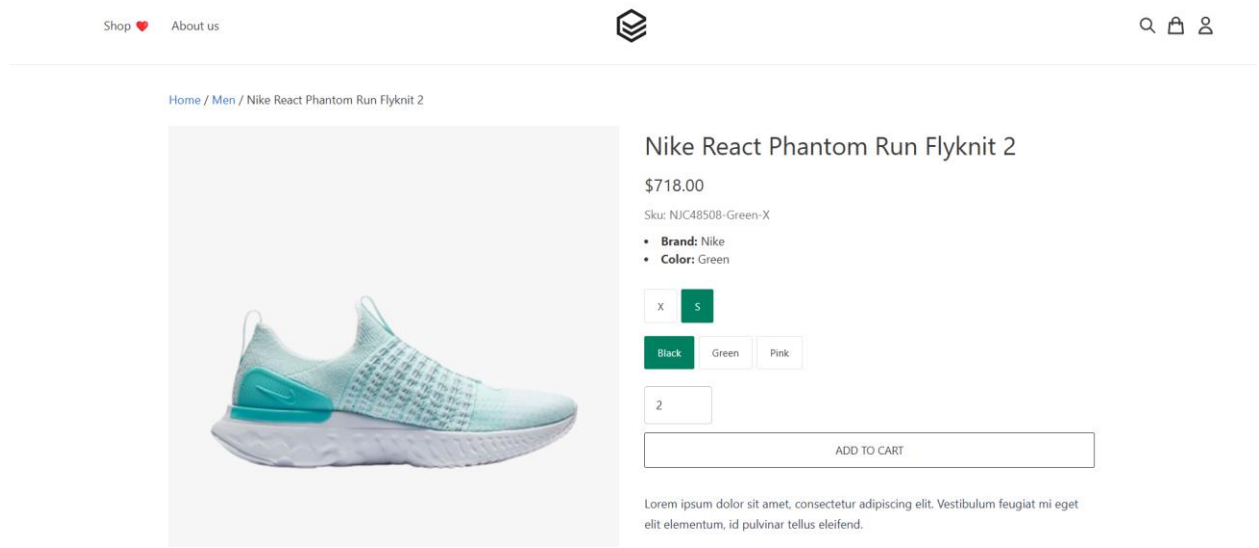 Shop ❤️ About us
Home / Men / Nike React Phantom Run Flyknit 2
Nike React Phantom Run Flyknit 2
$718.00
Sku: NJC48508-Green-X
• Brand: Nike
• Color: Green
X S
Black Green Pink
2
ADD TO CART
Lorem ipsum dolor sit amet, consectetur adipiscing elit. Vestibulum feugiat mi eget
elit elementum, id pulvinar tellus eleifend.